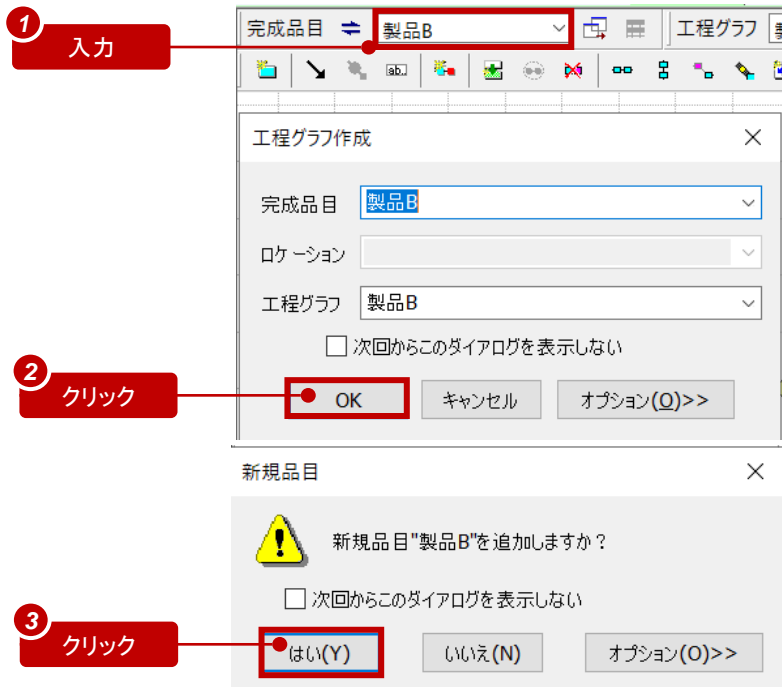 1
入力
完成品目 製品B 工程グラフ
ab..
工程グラフ作成
完成品目 製品B
ロケーション
工程グラフ 製品B
次回からこのダイアログを表示しない
2
クリック
OK キャンセル オプション(O)>>
新規品目
新規品目"製品B"を追加しますか？
次回からこのダイアログを表示しない
3
クリック
はい(Y) いいえ(N) オプション(O)>>